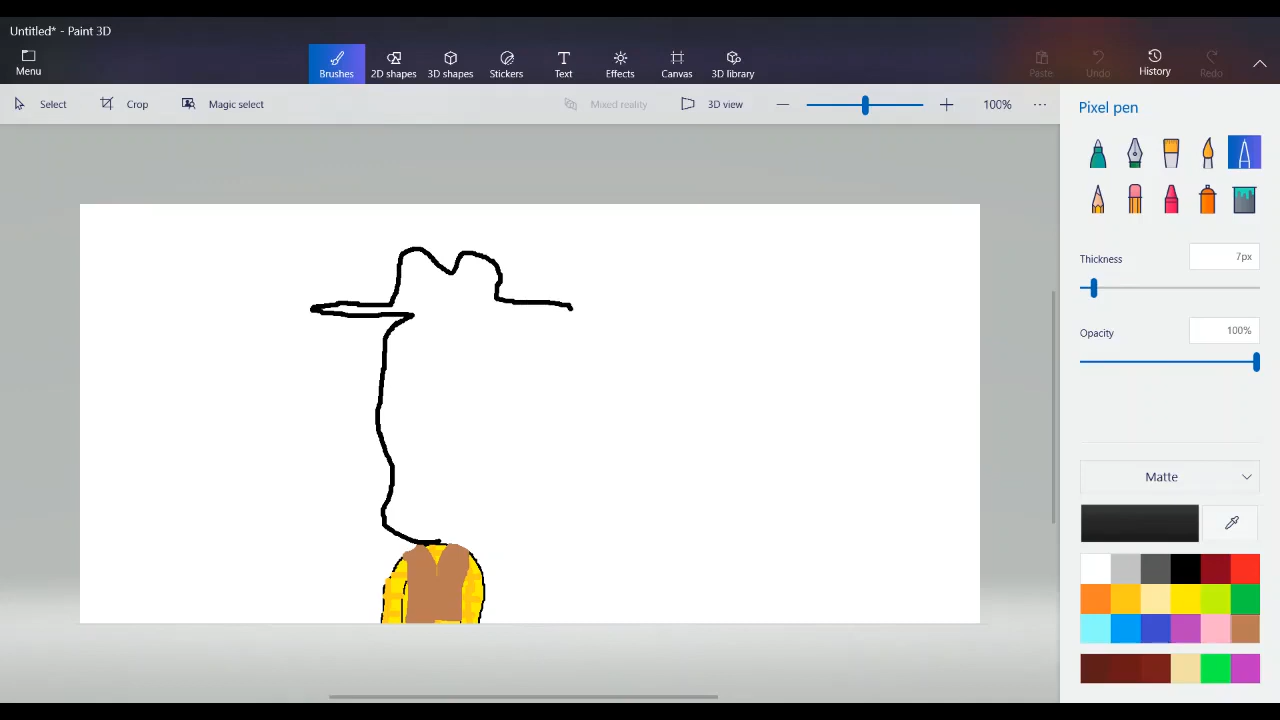 Untitled* - Paint 3D
Menu
Brushes
2D shapes
3D shapes
Stickers
Text
Effects
Canvas
3D library
Paste
Undo
History
Redo
Select
Crop
Magic select
Mixed reality
3D view
100%
Pixel pen
Thickness
7px
Opacity
100%
Matte